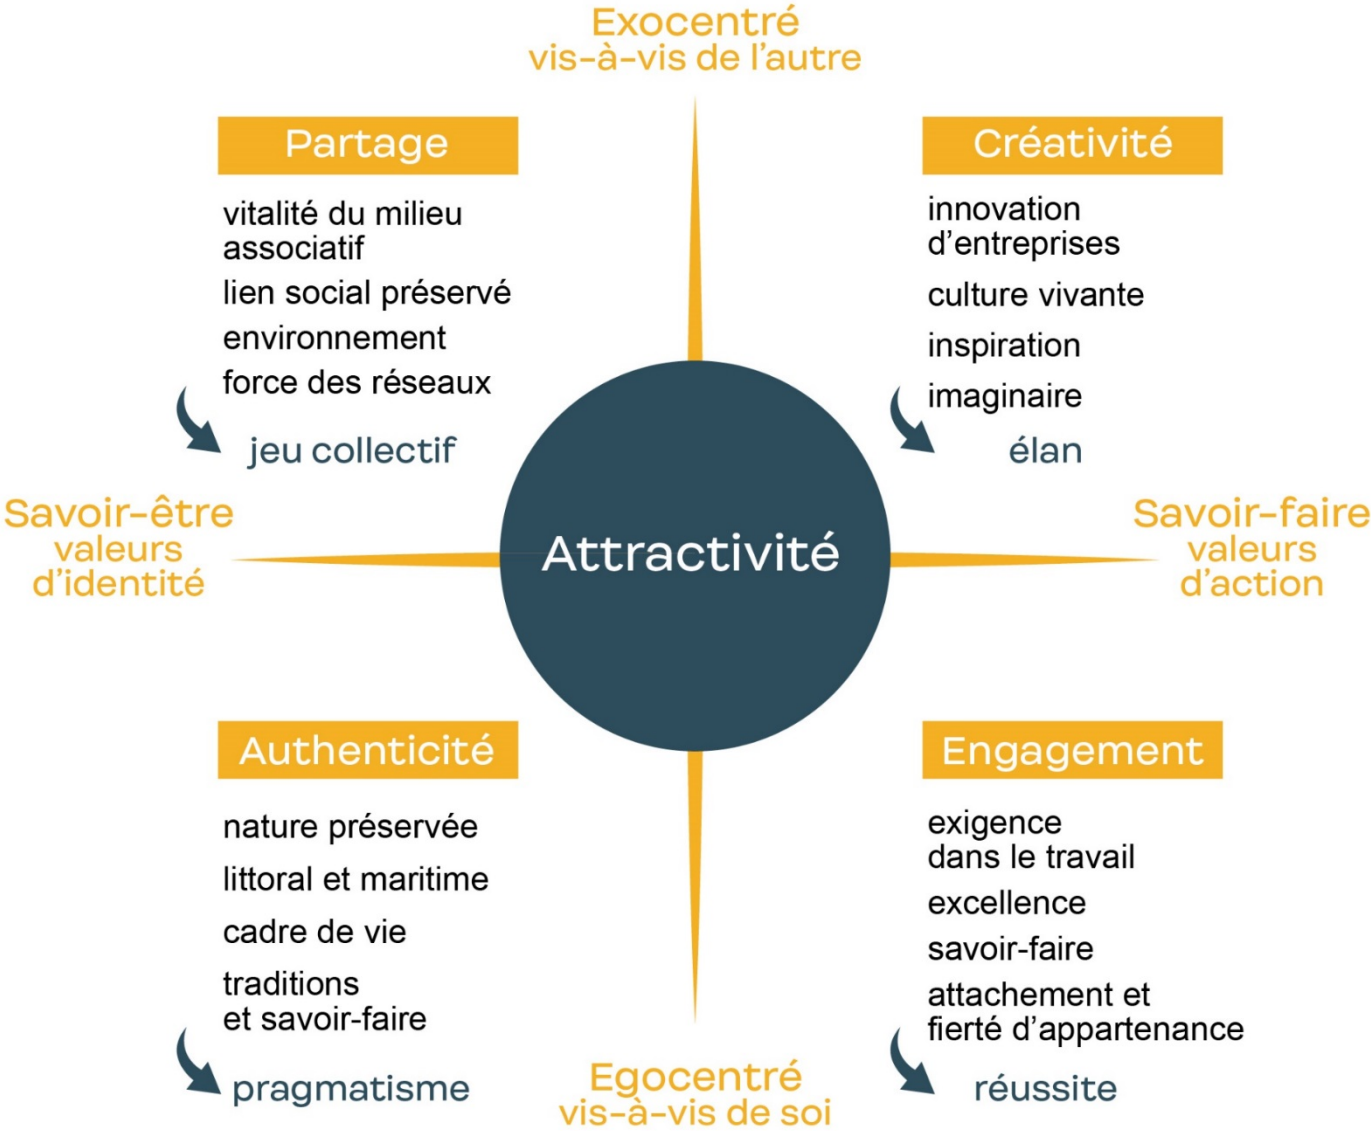 Exocentré
vis-à-vis de l'autre
Partage
vitalité du milieu
associatif
lien social préservé
environnement
force des réseaux
jeu collectif
Créativité
innovation
d'entreprises
culture vivante
inspiration
imaginaire
élan
Savoir-être
valeurs
d'identité
Attractivité
Savoir-faire
valeurs
d'action
Authenticité
nature préservée
littoral et maritime
cadre de vie
traditions
et savoir-faire
pragmatisme
Engagement
exigence
dans le travail
excellence
savoir-faire
attachement et
fierté d'appartenance
réussite
Egocentré
vis-à-vis de soi